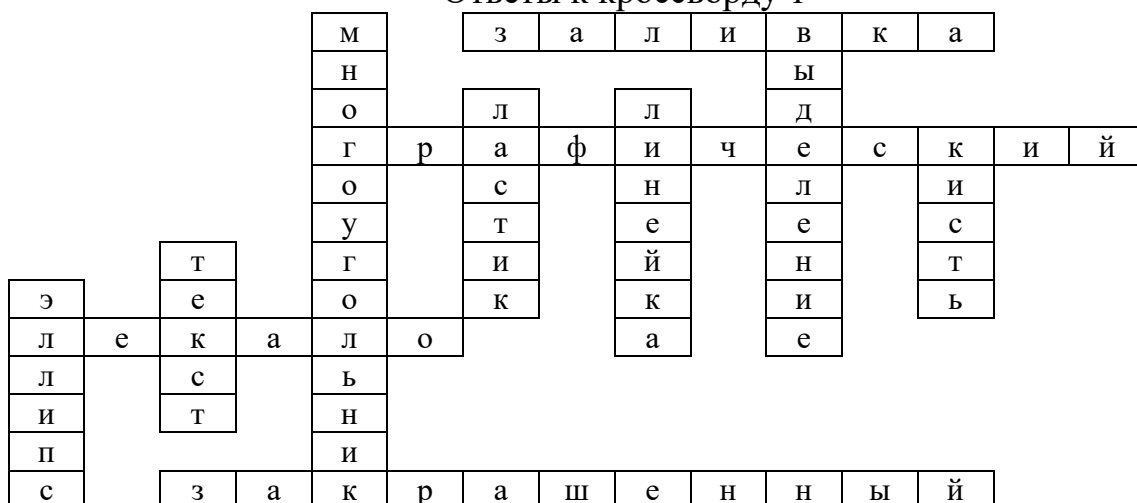 Ответы к кроссворду 1
м з а л и в к а
н ы
о л л д
г р а ф и ч е с к и й
о с н л и
у т е е с
т г и й н т
э е о к к и ь
л е к а л о а е
л с ь
и т н
п и
с з а к р а ш е н н ы й